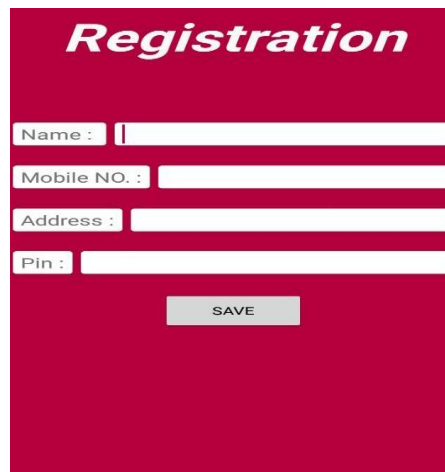 Registration
Name :
Mobile NO. :
Address :
Pin :
SAVE